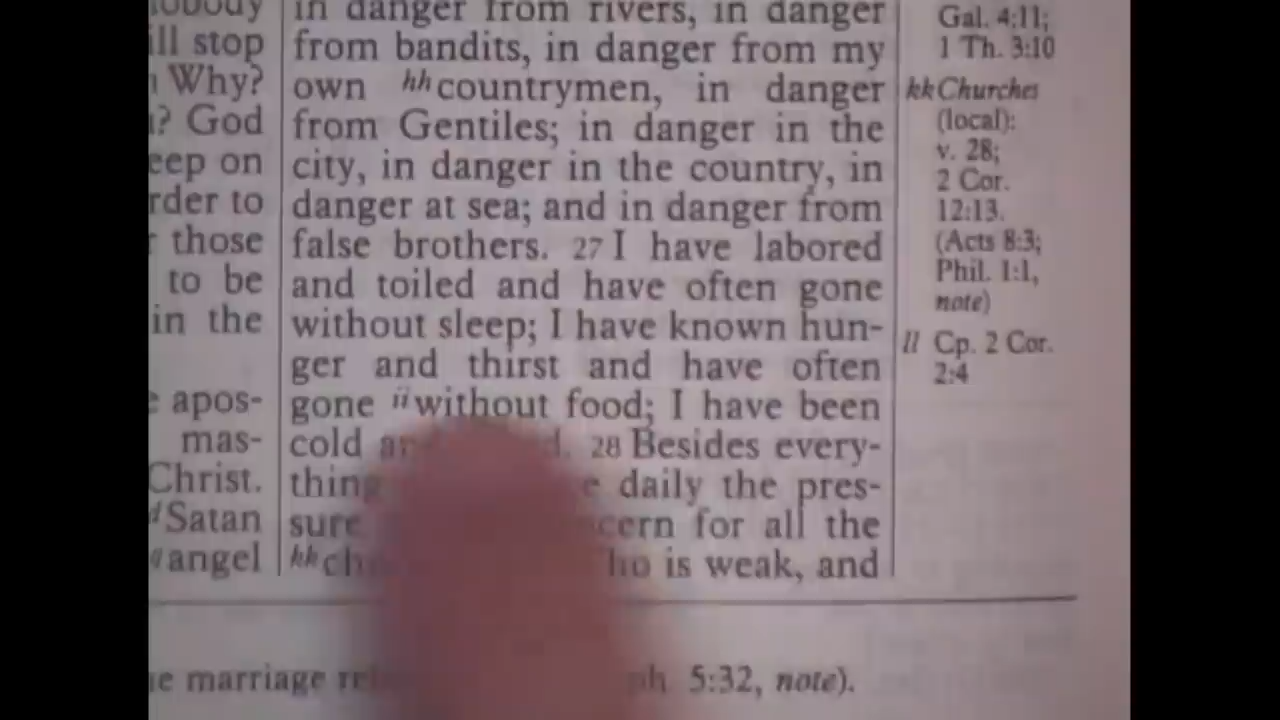 ill stop
Why?
? God
eep on
rder to
those
to be
in the
apos-
mas-
Christ.
Satan
angel
in danger from rivers, in danger
from bandits, in danger from my
own hh countrymen, in danger
from Gentiles; in danger in the
city, in danger in the country, in
danger at sea; and in danger from
false brothers. 27 I have labored
and toiled and have often gone
without sleep; I have known hun-
ger and thirst and have often
gone ii without food; I have been
cold 28 Besides every-
thing daily the pres-
sure for all the
kk is weak, and
Gal. 4:11;
1 Th. 3:10
kk Churches
(local):
v. 28;
2 Cor.
12:13.
(Acts 8:3;
Phil. 1:1,
note)
ll Cp. 2 Cor.
2:4
marriage 5:32, note).